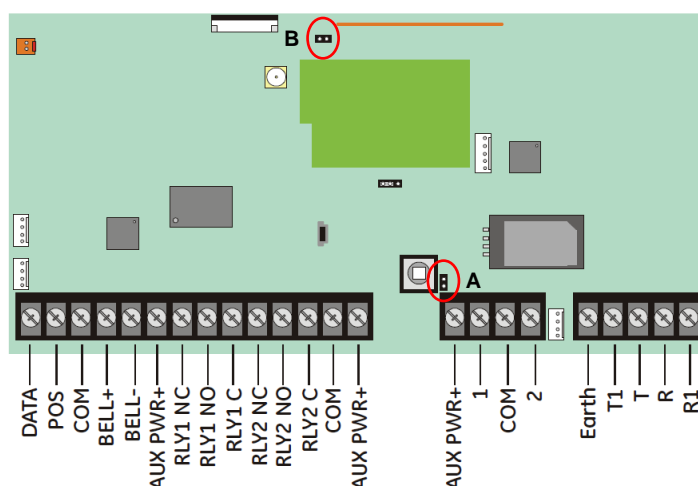 B
A
DATA
POS
COM
BELL+
BELL-
AUX PWR+
RLY1 NC
RLY1 NO
RLY1 C
RLY2 NC
RLY2 NO
RLY2 C
COM
AUX PWR+
AUX PWR+
1
COM
2
Earth
T1
T
R
R1